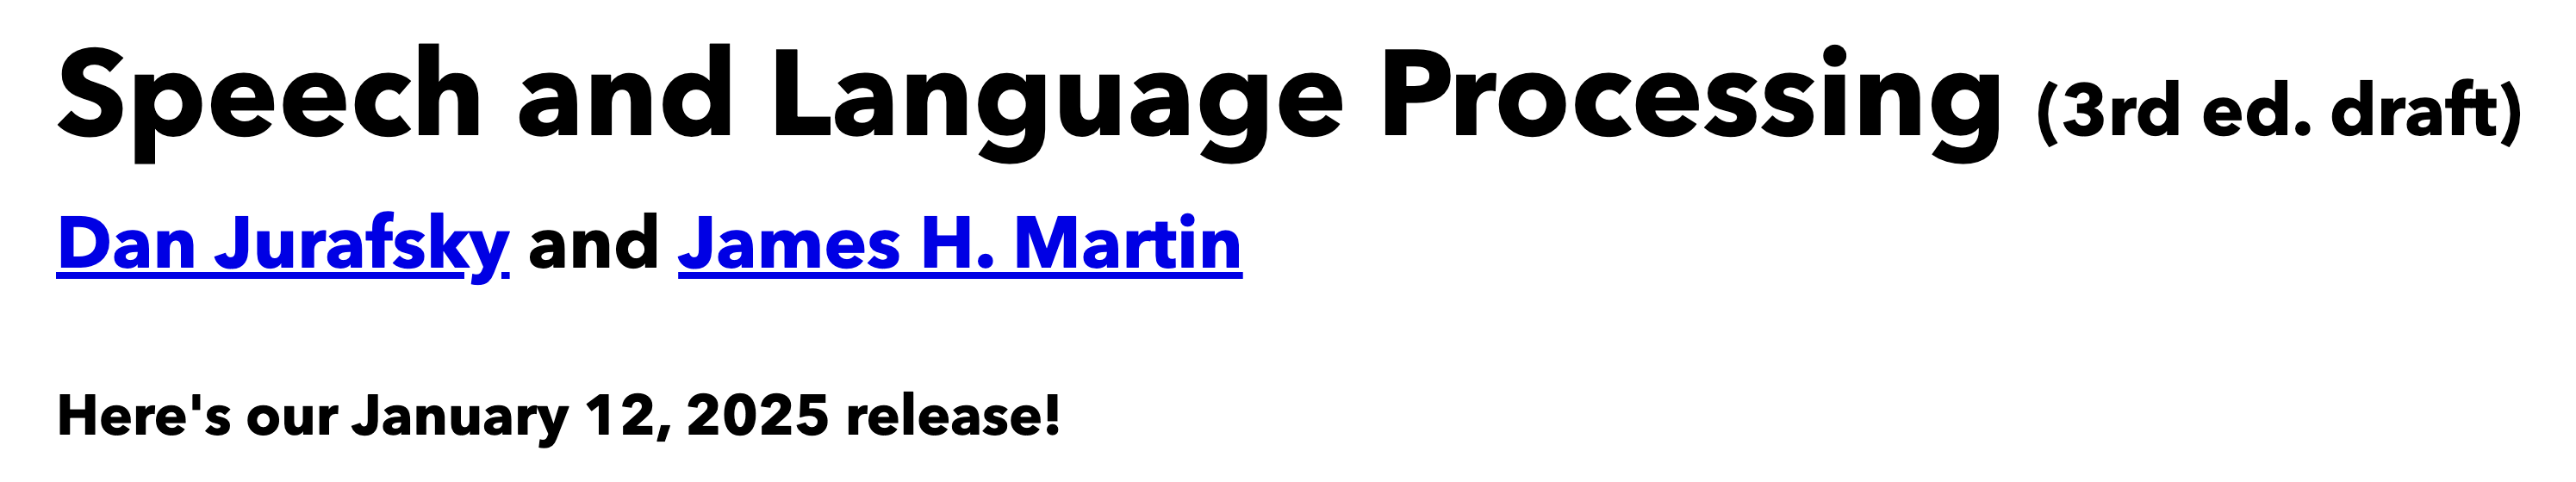 Speech and Language Processing (3rd ed. draft)
Dan Jurafsky and James H. Martin
Here's our January 12, 2025 release!